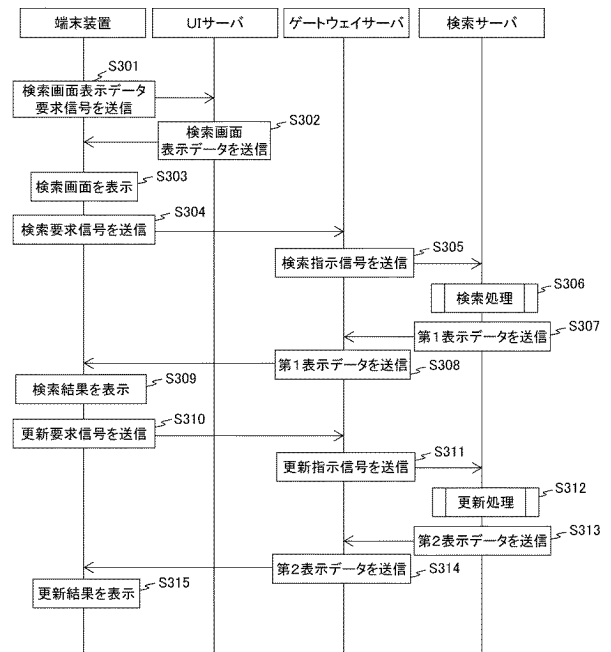 端末装置
UIサーバ
ゲートウェイサーバ
検索サーバ
S301
検索画面表示データ
要求信号を送信
S302
検索画面
表示データを送信
S303
検索画面を表示
S304
検索要求信号を送信
S305
検索指示信号を送信
S306
検索処理
S307
第1表示データを送信
S308
第1表示データを送信
S309
検索結果を表示
S310
更新要求信号を送信
S311
更新指示信号を送信
S312
更新処理
S313
第2表示データを送信
S314
第2表示データを送信
S315
更新結果を表示